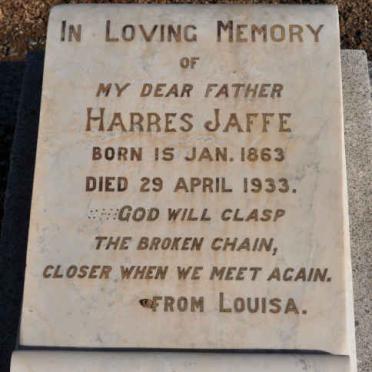 IN LOVING MEMORY
OF
MY DEAR FATHER
HARRES JAFFE
BORN 15 JAN. 1863
DIED 29 APRIL 1933.
GOD WILL CLASP
THE BROKEN CHAIN,
CLOSER WHEN WE MEET AGAIN.
FROM LOUISA.